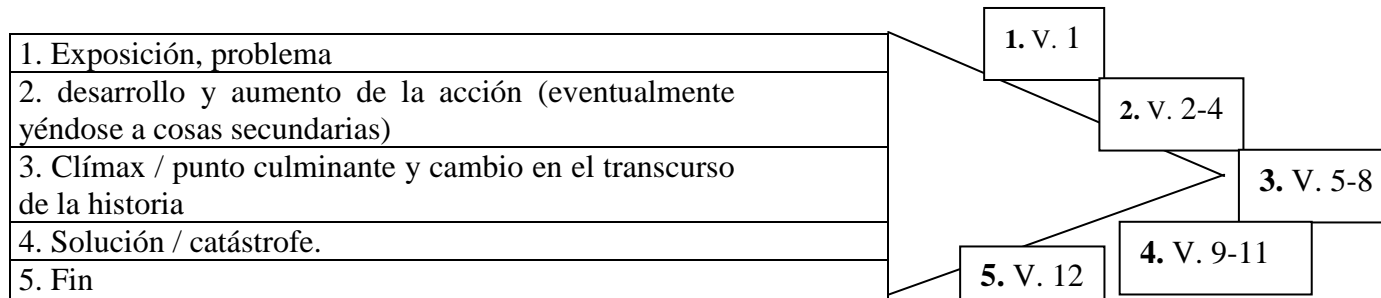 1. Exposición, problema
2. desarrollo y aumento de la acción (eventualmente
yéndose a cosas secundarias)
3. Clímax / punto culminante y cambio en el transcurso
de la historia
4. Solución / catástrofe.
5. Fin
1. V. 1
2. V. 2-4
3. V. 5-8
4. V. 9-11
5. V. 12